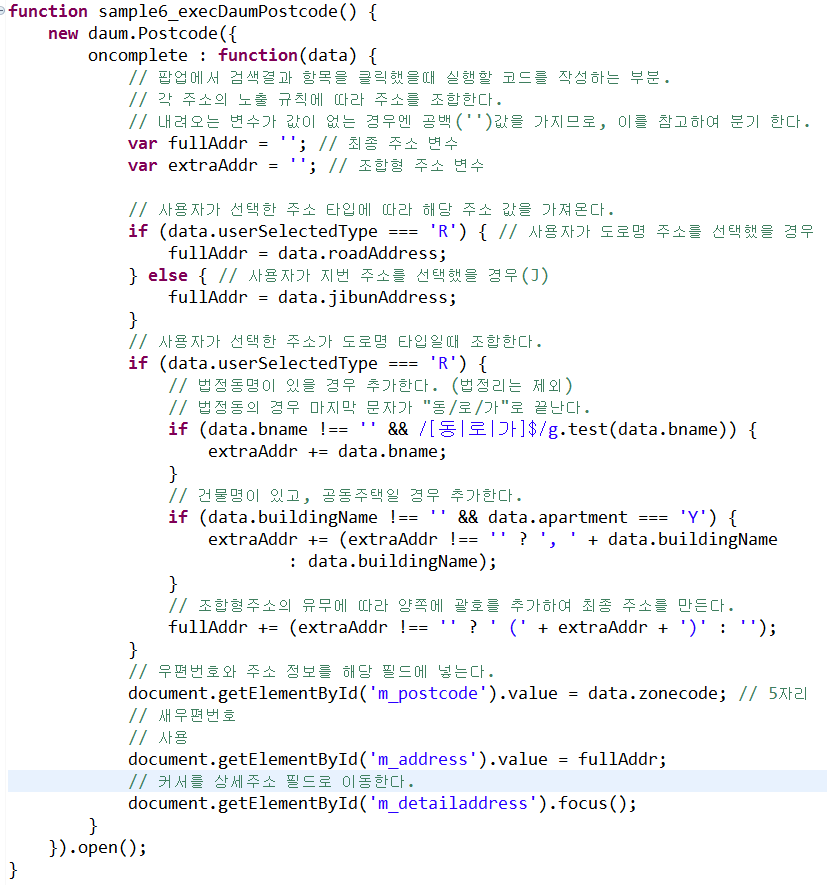 function sample6_execDaumPostcode() {
new daum.Postcode({
oncomplete : function(data) {
// 팝업에서 검색결과 항목을 클릭했을때 실행할 코드를 작성하는 부분.
// 각 주소의 노출 규칙에 따라 주소를 조합한다.
// 내려오는 변수가 값이 없는 경우엔 공백('')값을 가지므로, 이를 참고하여 분기 한다.
var fullAddr = ''; // 최종 주소 변수
var extraAddr = ''; // 조합형 주소 변수
// 사용자가 선택한 주소 타입에 따라 해당 주소 값을 가져온다.
if (data.userSelectedType === 'R') { // 사용자가 도로명 주소를 선택했을 경우
fullAddr = data.roadAddress;
} else { // 사용자가 지번 주소를 선택했을 경우(J)
fullAddr = data.jibunAddress;
}
// 사용자가 선택한 주소가 도로명 타입일때 조합한다.
if (data.userSelectedType === 'R') {
// 법정동명이 있을 경우 추가한다. (법정리는 제외)
// 법정동의 경우 마지막 문자가 "동/로/가"로 끝난다.
if (data.bname !== '' && /[동|로|가]$/g.test(data.bname)) {
extraAddr += data.bname;
}
// 건물명이 있고, 공동주택일 경우 추가한다.
if (data.buildingName !== '' && data.apartment === 'Y') {
extraAddr += (extraAddr !== '' ? ', ' + data.buildingName
: data.buildingName);
}
// 조합형주소의 유무에 따라 양쪽에 괄호를 추가하여 최종 주소를 만든다.
fullAddr += (extraAddr !== '' ? ' (' + extraAddr + ')' : '');
}
// 우편번호와 주소 정보를 해당 필드에 넣는다.
document.getElementById('m_postcode').value = data.zonecode; // 5자리
// 새우편번호
// 사용
document.getElementById('m_address').value = fullAddr;
// 커서를 상세주소 필드로 이동한다.
document.getElementById('m_detailaddress').focus();
}
}).open();
}